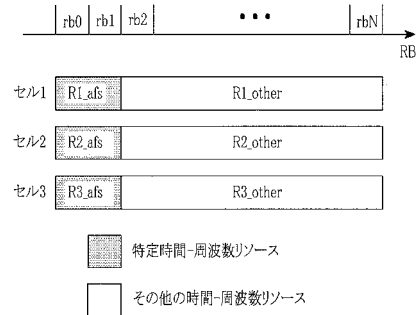 rb0 rb1 rb2 ••• rbN
RB
セル1 R1_afs R1_other
セル2 R2_afs R2_other
セル3 R3_afs R3_other
特定時間-周波数リソース
その他の時間-周波数リソース